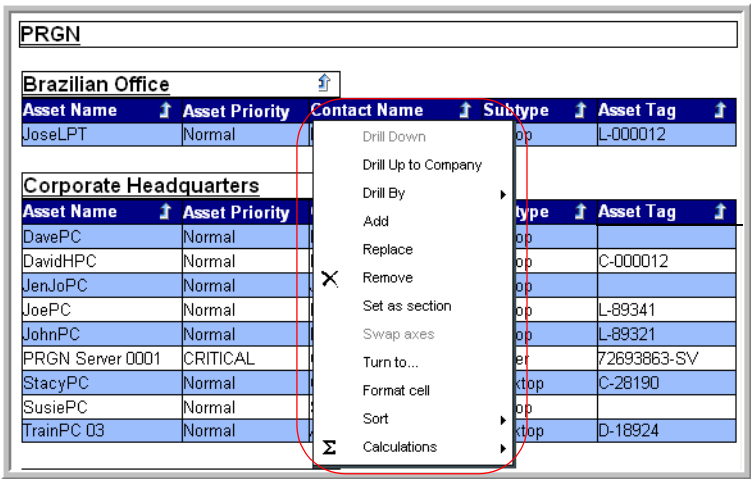 PRGN
Brazilian Office
Asset Name Asset Priority Contact Name Subtype Asset Tag
JoseLPT Normal L-000012
Drill Down
Drill Up to Company
Drill By
Add
Replace
Remove
Set as section
Swap axes
Turn to...
Format cell
Sort
Σ Calculations
Corporate Headquarters
Asset Name Asset Priority Asset Tag
DavePC Normal
DavidHPC Normal C-000012
JenJoPC Normal
JoePC Normal L-89341
JohnPC Normal L-89321
PRGN Server 0001 CRITICAL 72693863-SV
StacyPC Normal C-28190
SusiePC Normal
TrainPC 03 Normal D-18924